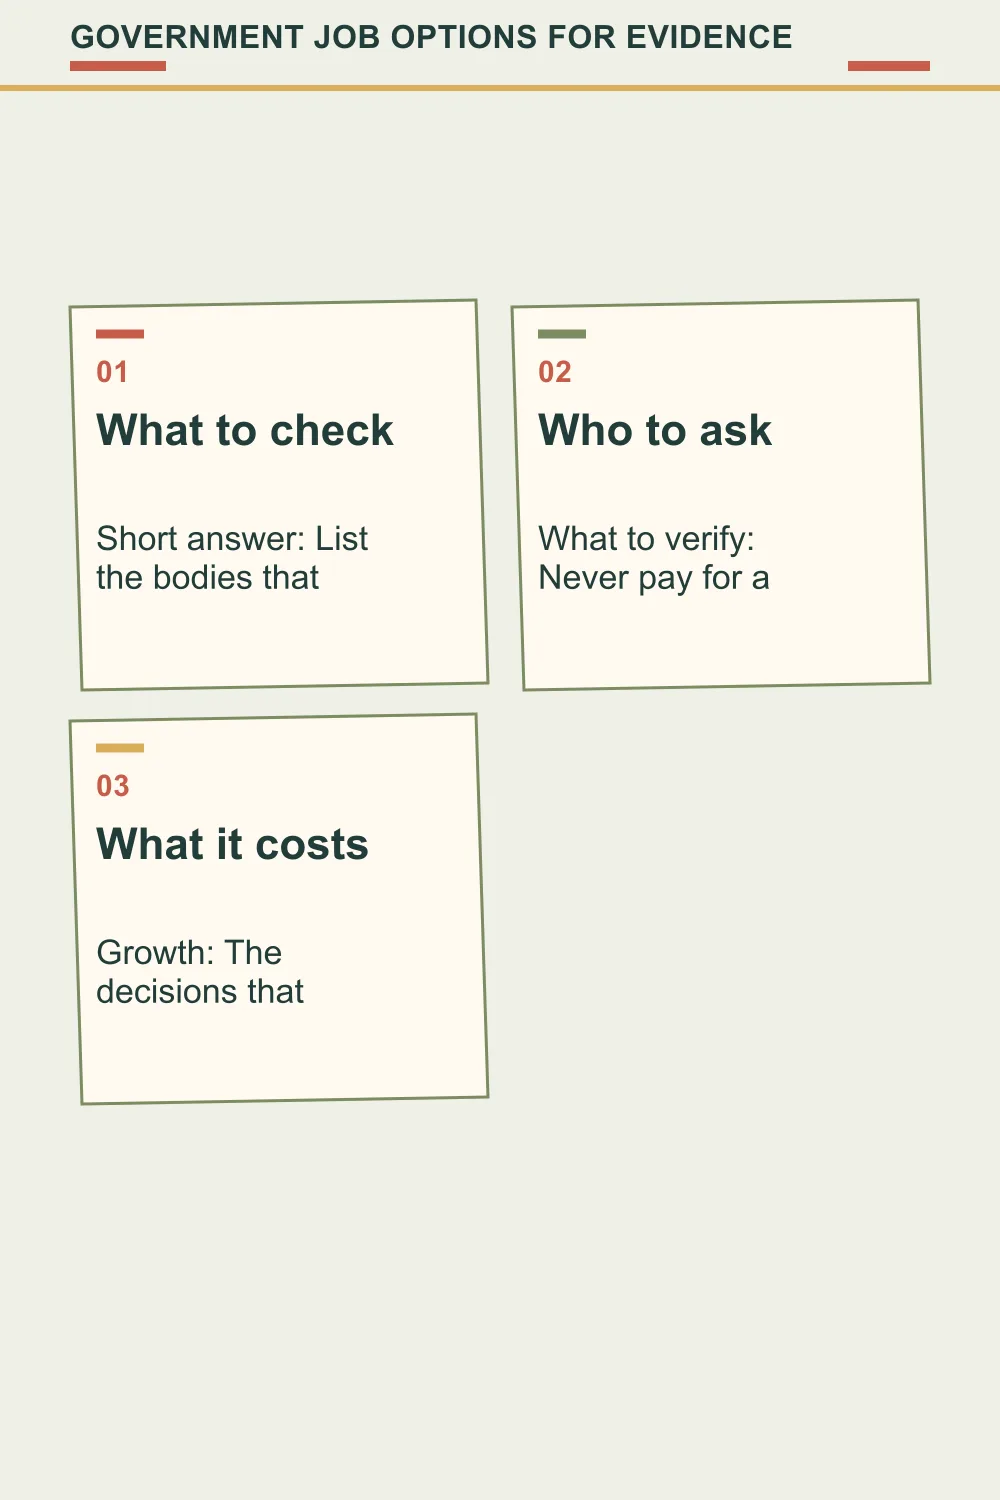 GOVERNMENT JOB OPTIONS FOR EVIDENCE
01
What to check
Short answer: List
the bodies that
02
Who to ask
What to verify:
Never pay for a
03
What it costs
Growth: The
decisions that